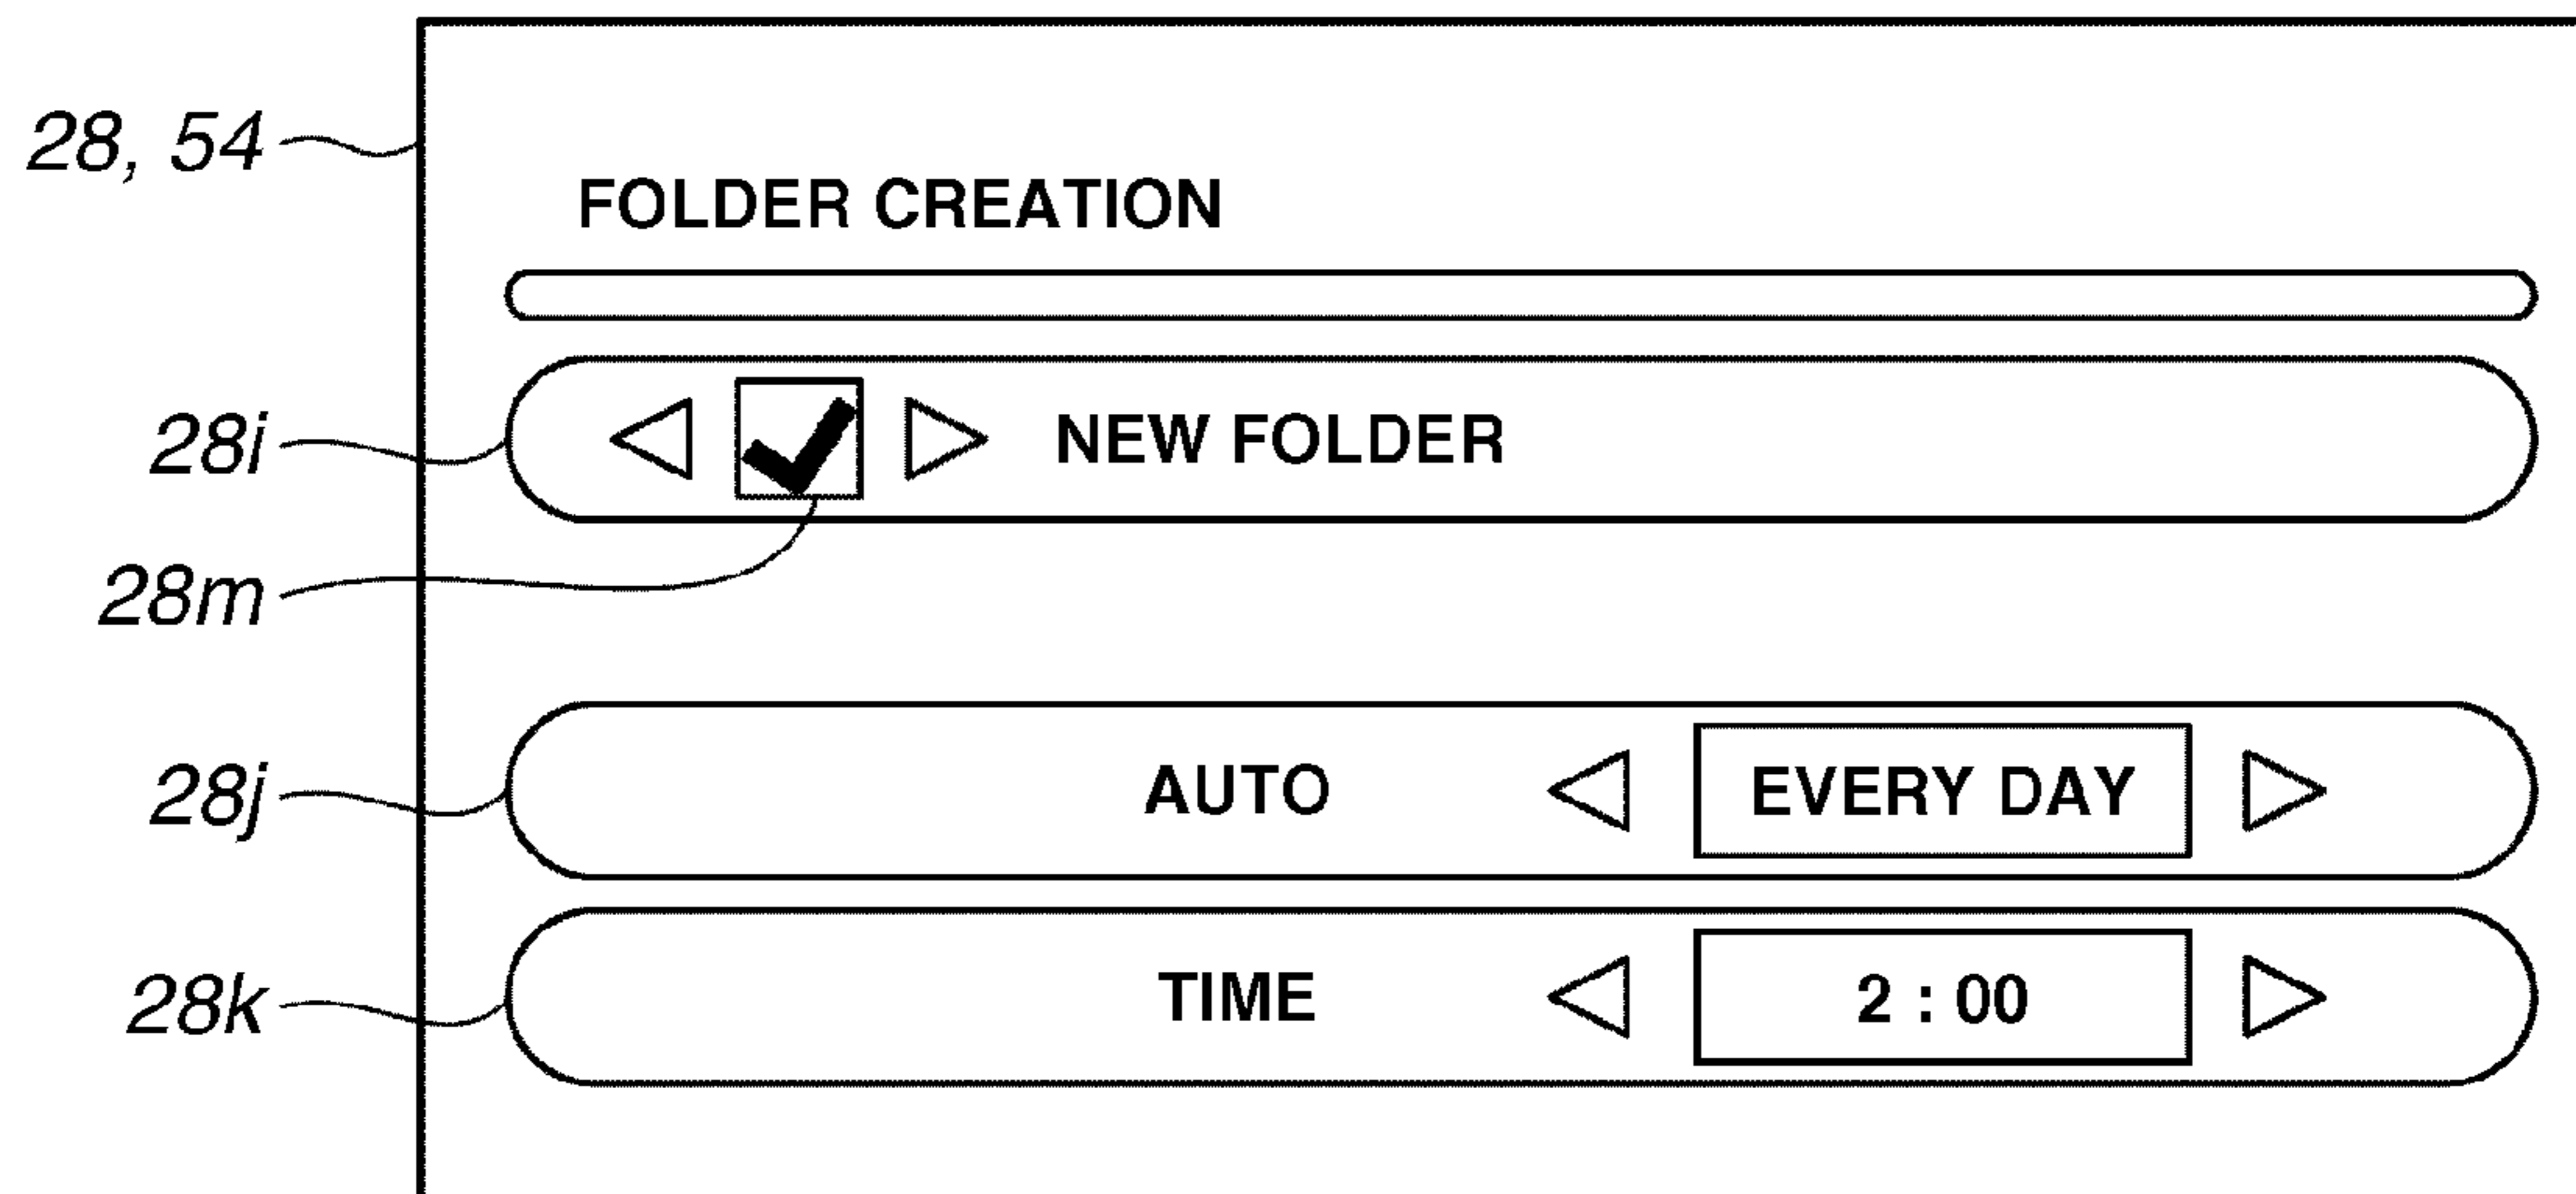 28, 54
FOLDER CREATION
28i
NEW FOLDER
28m
28j
AUTO
EVERY DAY
28k
TIME
2 : 00